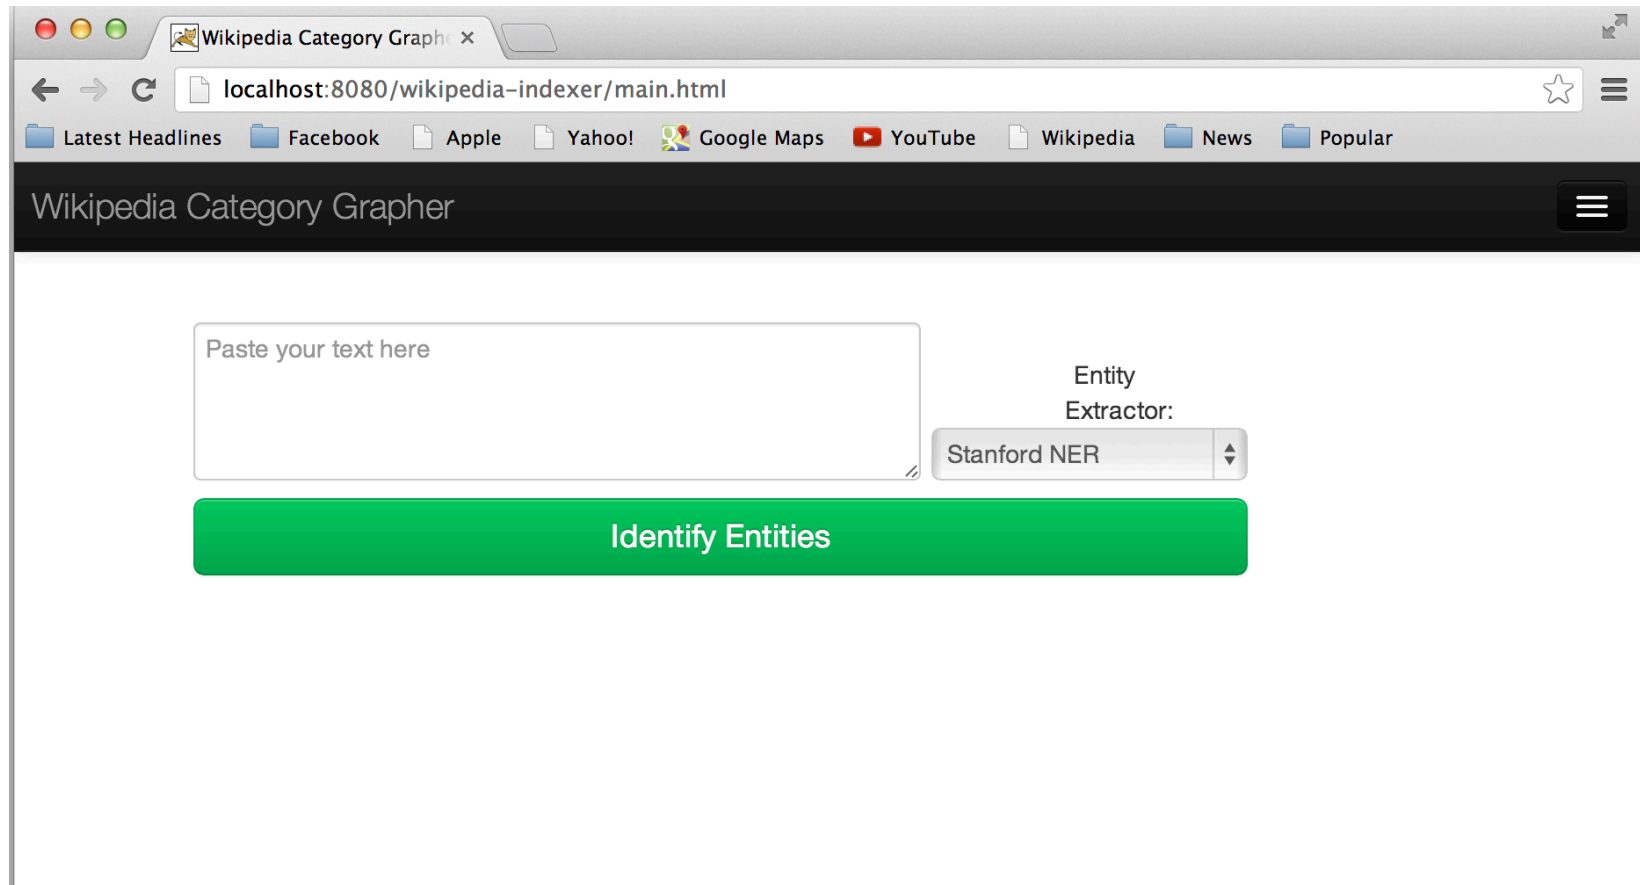 Wikipedia Category Graphe
localhost:8080/wikipedia-indexer/main.html
Latest Headlines Facebook Apple Yahoo! Google Maps YouTube Wikipedia News Popular
Wikipedia Category Grapher
Paste your text here
Entity
Extractor:
Stanford NER
Identify Entities